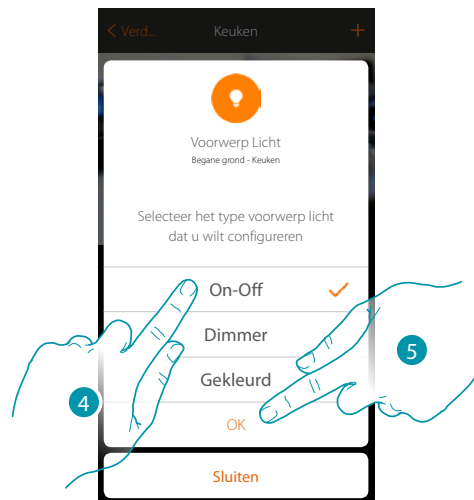 Verd... Keuken +
Voorwerp Licht
Begane grond - Keuken
Selecteer het type voorwerp licht
dat u wilt configureren
On-Off
Dimmer
Gekleurd
OK
Sluiten
4
5